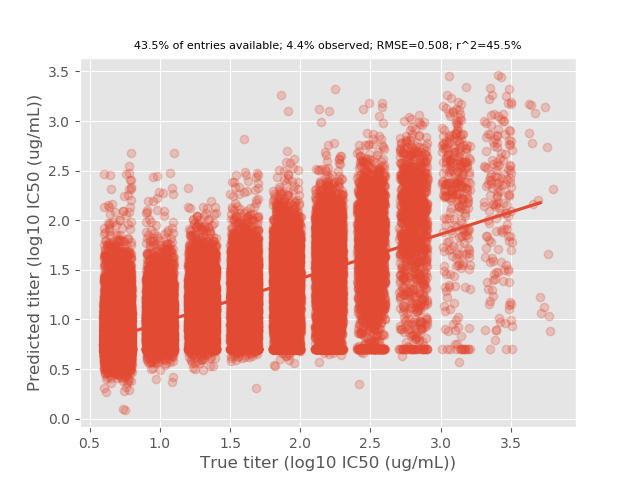 43.5% of entries available; 4.4% observed; RMSE=0.508; r^2=45.5%
Predicted titer (log10 IC50 (ug/mL))
3.5
3.0
2.5
2.0
1.5
1.0
0.5
0.0
0.5 1.0 1.5 2.0 2.5 3.0 3.5
True titer (log10 IC50 (ug/mL))